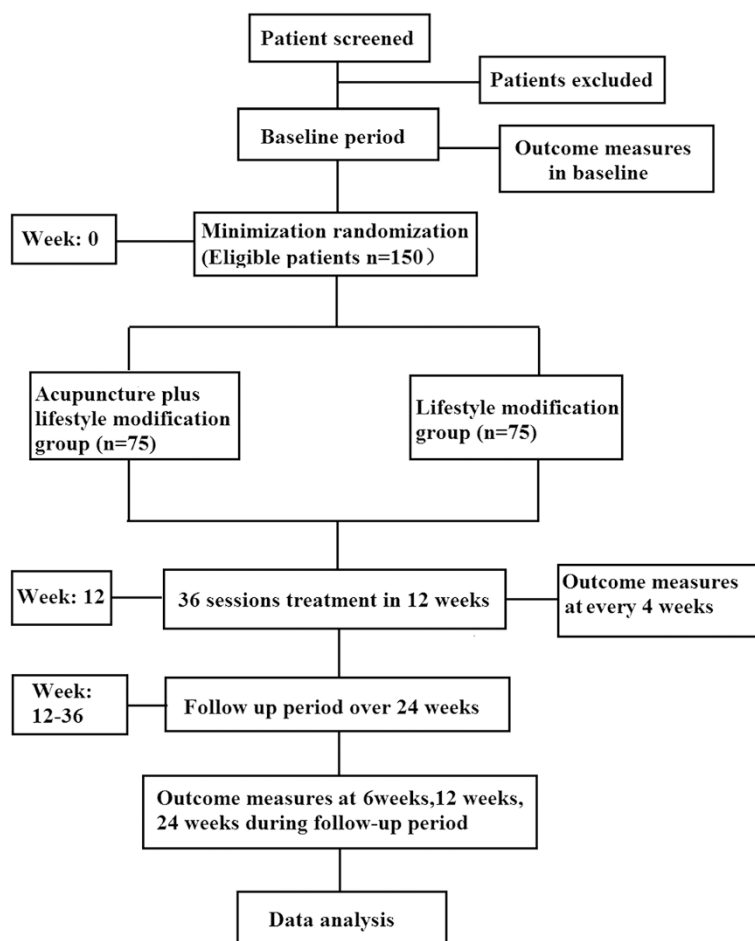 Patient screened
Patients excluded
Baseline period
Outcome measures
in baseline
Week: 0
Minimization randomization
(Eligible patients n=150）
Acupuncture plus
lifestyle modification
group (n=75)
Lifestyle modification
group (n=75)
Week: 12
36 sessions treatment in 12 weeks
Outcome measures
at every 4 weeks
Week:
12-36
Follow up period over 24 weeks
Outcome measures at 6weeks,12 weeks,
24 weeks during follow-up period
Data analysis